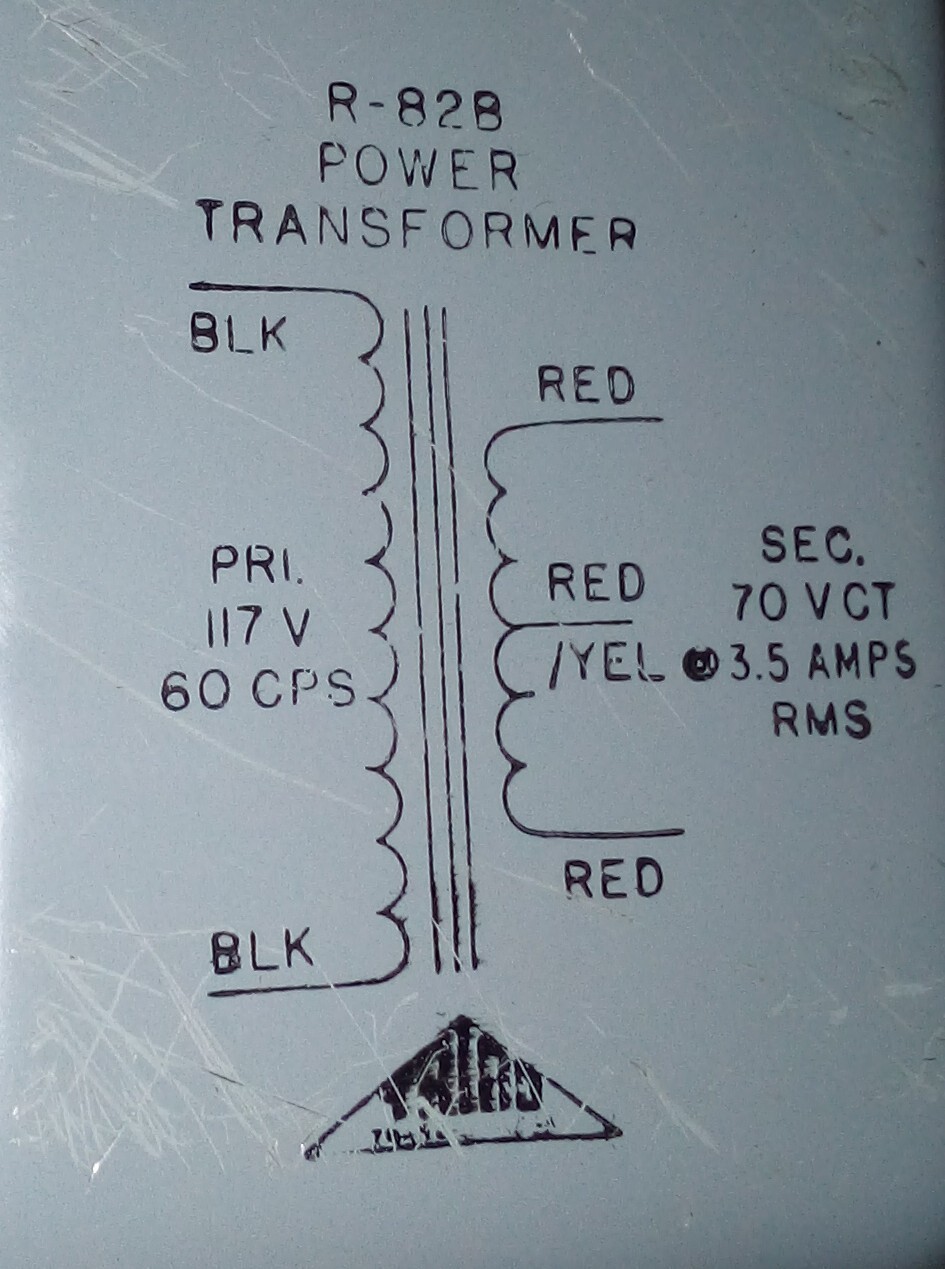 R-82B
POWER
TRANSFORMER
BLK
RED
PRI.
117 V
60 CPS
RED
/YEL
SEC.
70 VCT
@ 3.5 AMPS
RMS
RED
BLK